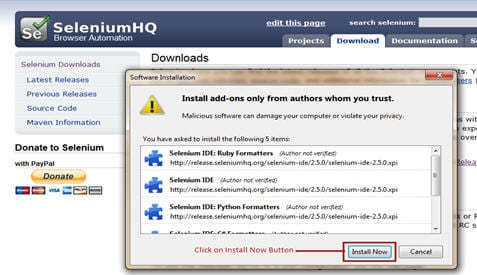 SeleniumHQ
Browser Automation
edit this page
search selenium:
Projects
Download
Documentation
Selenium Downloads
Latest Releases
Previous Releases
Source Code
Maven Information
Donate to Selenium
with PayPal
Donate
Downloads
Software Installation
Install add-ons only from authors whom you trust.
Malicious software can damage your computer or violate your privacy.
You have asked to install the following 5 items:
Selenium IDE: Ruby Formatters (Author not verified)
http://release.seleniumhq.org/selenium-ide/2.5.0/selenium-ide-2.5.0.xpi
Selenium IDE (Author not verified)
http://release.seleniumhq.org/selenium-ide/2.5.0/selenium-ide-2.5.0.xpi
Selenium IDE: Python Formatters (Author not verified)
http://release.seleniumhq.org/selenium-ide/2.5.0/selenium-ide-2.5.0.xpi
Click on Install Now Button
Install Now
Cancel